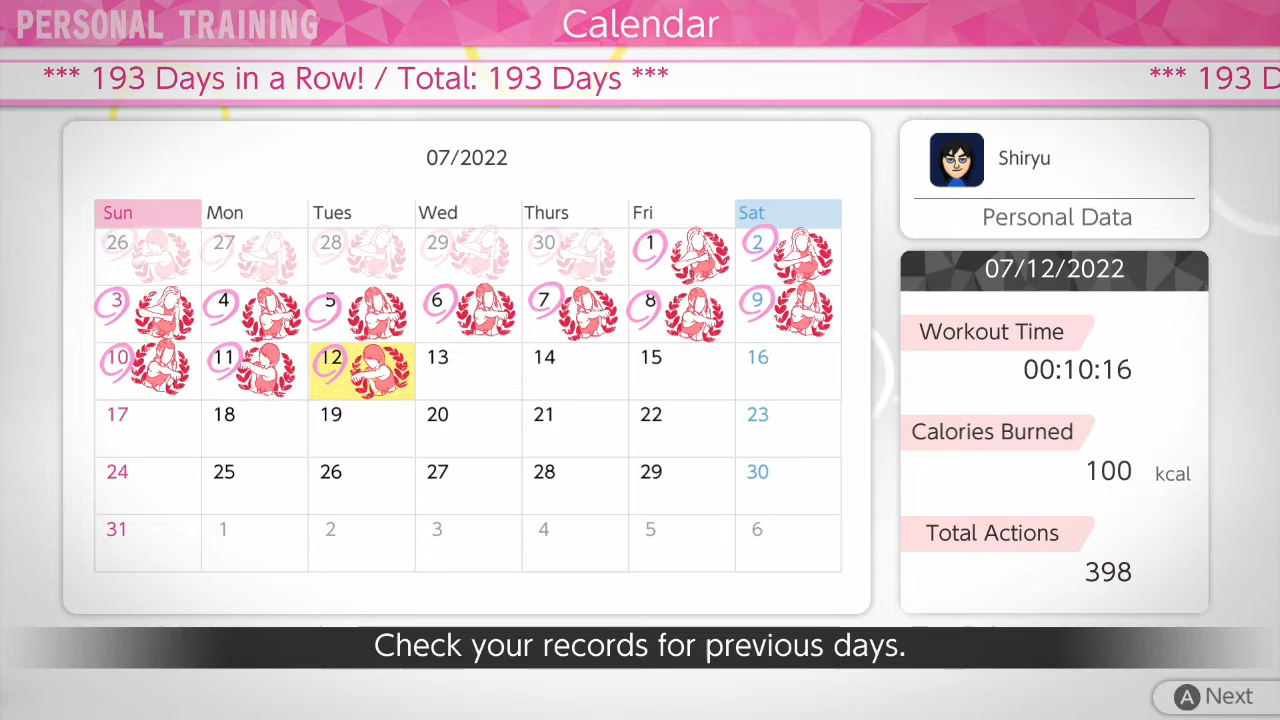 PERSONAL TRAINING
Calendar
*** 193 Days in a Row! / Total: 193 Days ***
*** 193 D
07/2022
Sun Mon Tues Wed Thurs Fri Sat
26 27 28 29 30 1 2
3 4 5 6 7 8 9
10 11 12 13 14 15 16
17 18 19 20 21 22 23
24 25 26 27 28 29 30
31 1 2 3 4 5 6
Shiryu
Personal Data
07/12/2022
Workout Time
00:10:16
Calories Burned
100 kcal
Total Actions
398
Check your records for previous days.
A Next